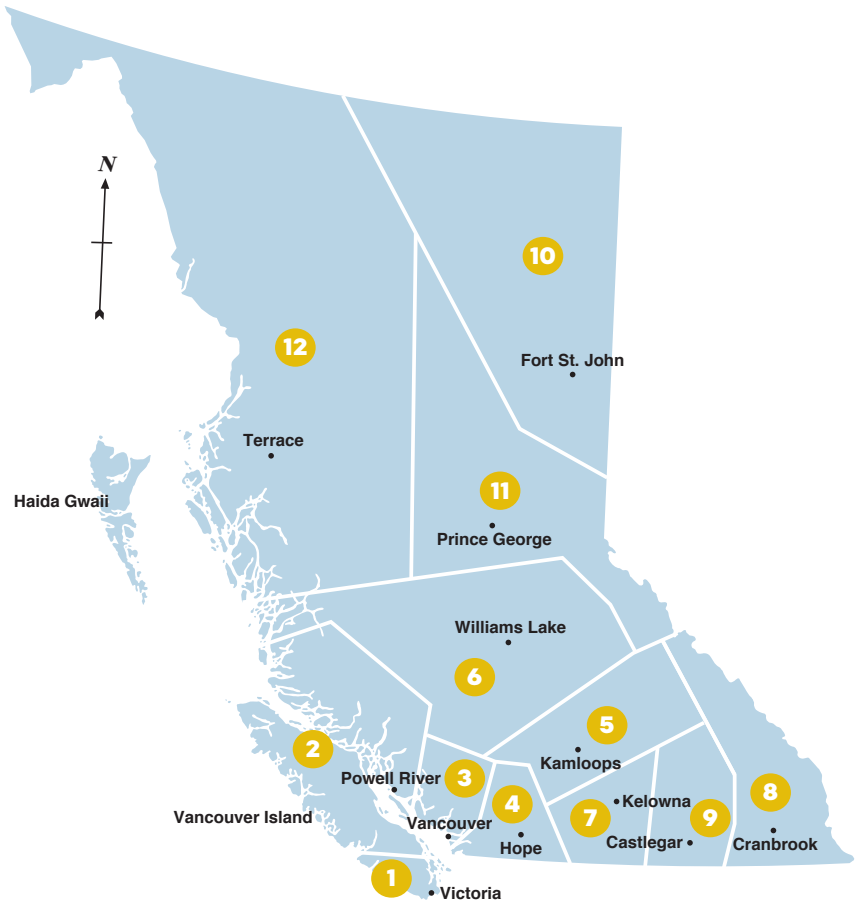 N
10
12
Fort St. John
Terrace
11
Haida Gwaii
Prince George
Williams Lake
6
5
2
Kamloops
3
Powell River
8
4
Kelowna
7
9
Vancouver Island
Vancouver
Hope
Castlegar
Cranbrook
1
Victoria